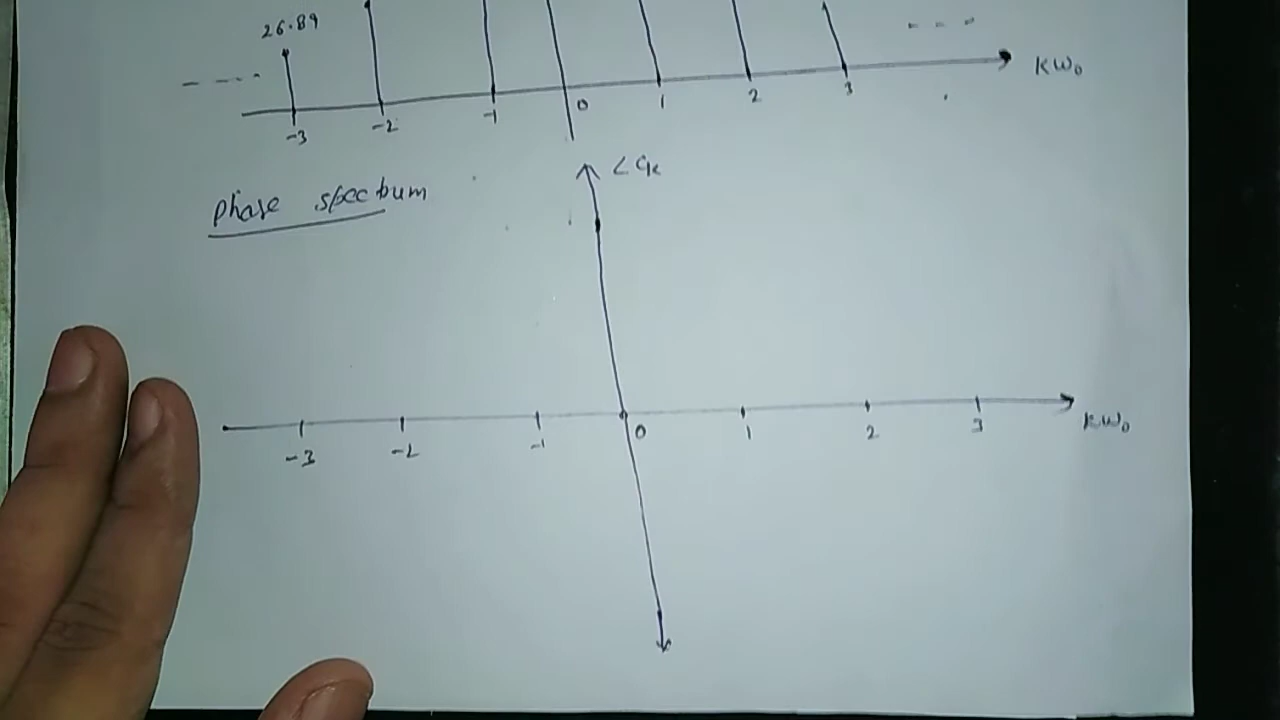 26.89
- - - -
- - -
-3 -2 -1 0 1 2 3 kω₀
phase spectrum
∠Ck
-3 -2 -1 0 1 2 3 kω₀